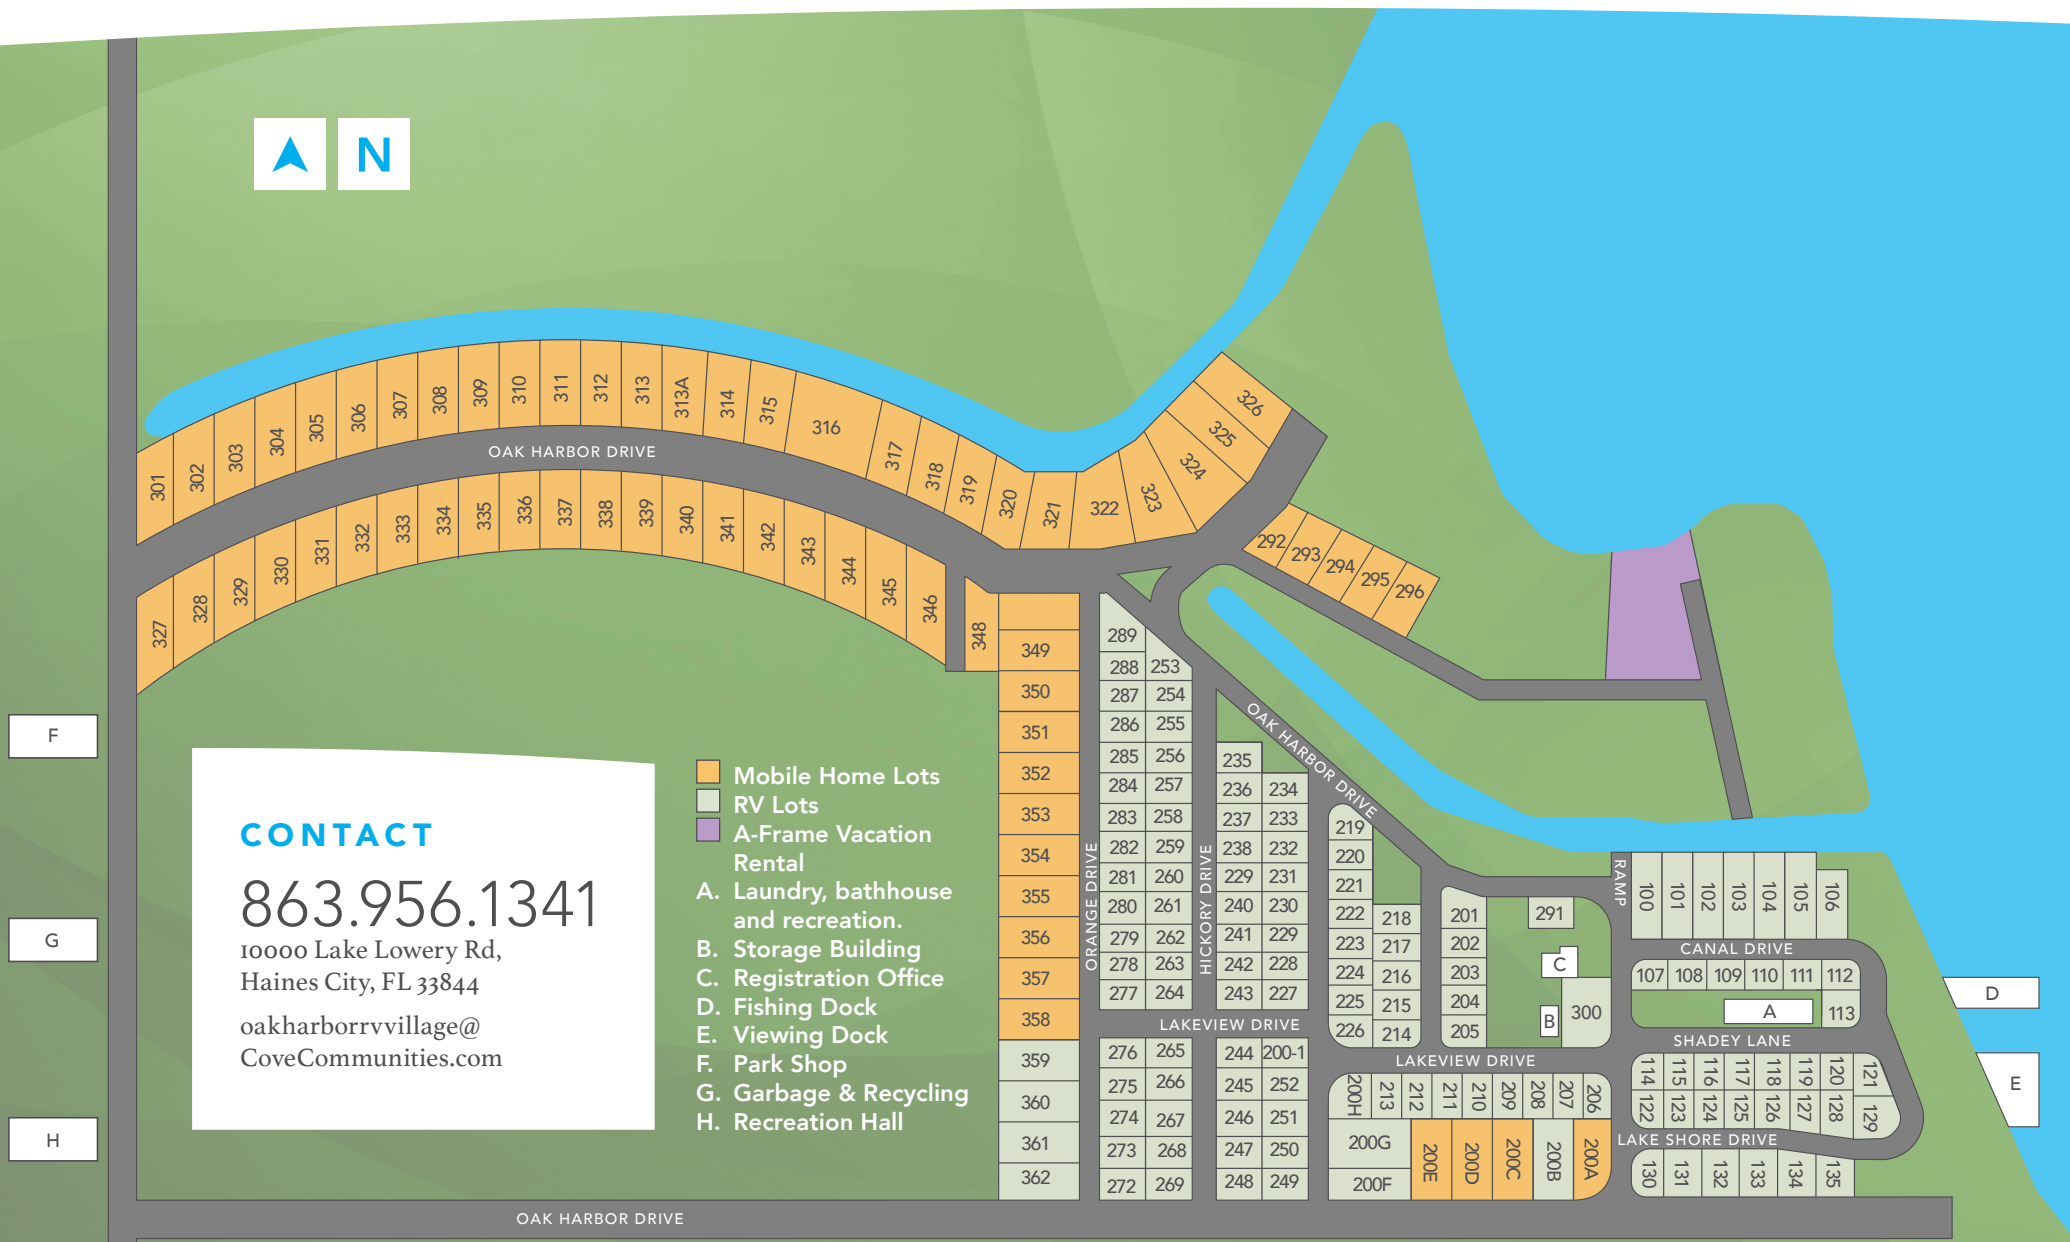 N
326
325
324
323
322
321
320
319
318
317
316
315
314
313A
313
312
311
310
309
308
307
306
305
304
303
302
301
OAK HARBOR DRIVE
327
328
329
330
331
332
333
334
335
336
337
338
339
340
341
342
343
344
345
346
348
292
293
294
295
296
349
350
351
352
353
354
355
356
357
358
359
360
361
362
289
288 253
287 254
286 255
285 256
284 257
283 258
282 259
281 260
280 261
279 262
278 263
277 264
276 265
275 266
274 267
273 268
272 269
ORANGE DRIVE
HICKORY DRIVE
OAK HARBOR DRIVE
235
236 234
237 233
238 232
229 231
240 230
241 229
242 228
243 227
LAKEVIEW DRIVE
244 200-1
245 252
246 251
247 250
248 249
219
220
221
222 218
223 217
224 216
225 215
226 214
201
202
203
204
205
291
C
B
300
LAKEVIEW DRIVE
200H 213 212 211 210 209 208 207 206
200G
200F
200E 200D 200C 200B 200A
RAMP
100 101 102 103 104 105 106
CANAL DRIVE
107 108 109 110 111 112
A
113
SHADEY LANE
114 115 116 117 118 119 120 121
122 123 124 125 126 127 128 129
LAKE SHORE DRIVE
130 131 132 133 134 135
D
E
F
G
H
CONTACT
863.956.1341
10000 Lake Lowery Rd,
Haines City, FL 33844
oakharborrvvillage@
CoveCommunities.com
Mobile Home Lots
RV Lots
A-Frame Vacation
Rental
A. Laundry, bathhouse
and recreation.
B. Storage Building
C. Registration Office
D. Fishing Dock
E. Viewing Dock
F. Park Shop
G. Garbage & Recycling
H. Recreation Hall
OAK HARBOR DRIVE